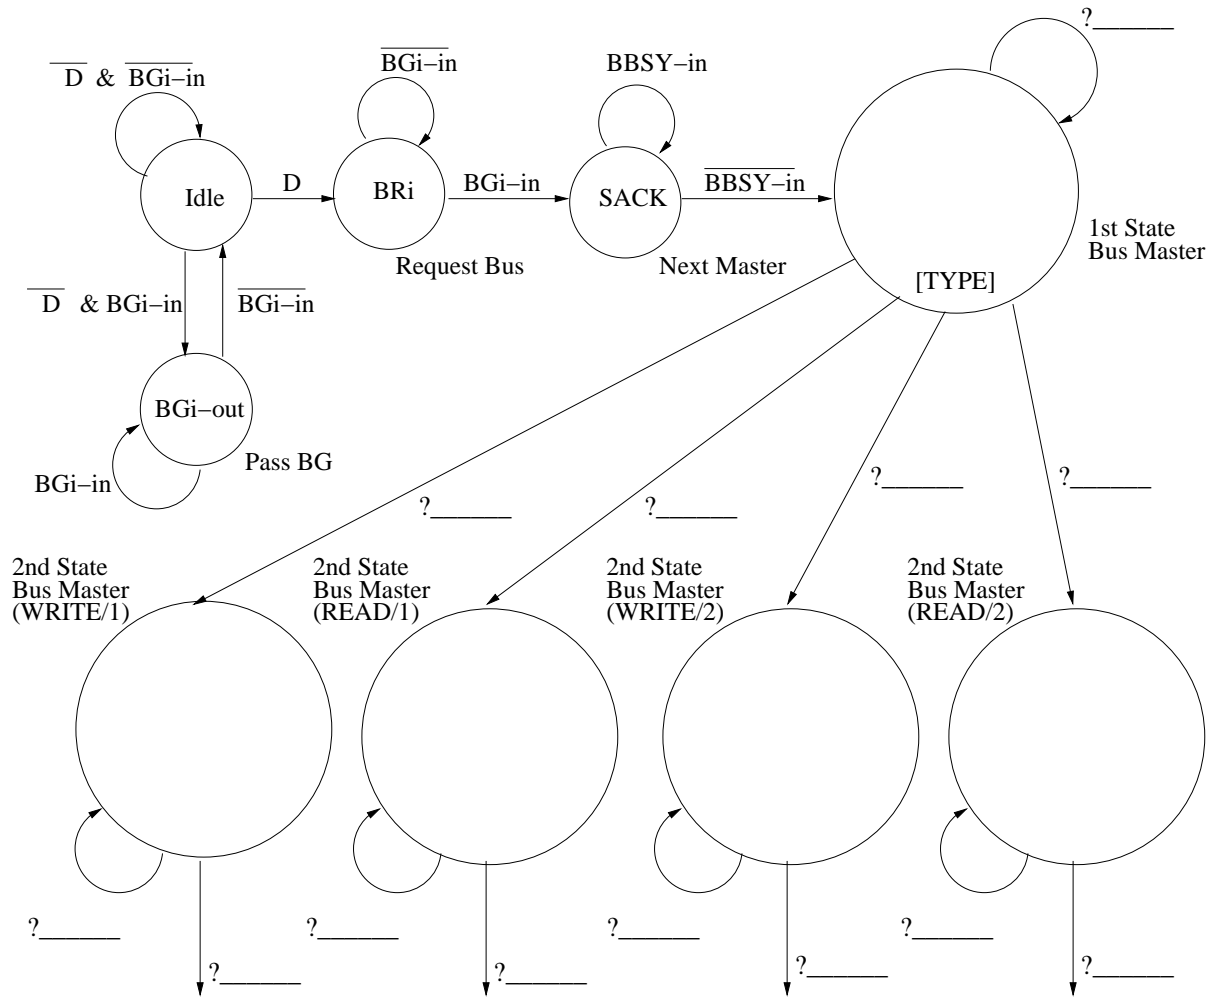 ?______
BGi−in
D & BGi−in
BBSY−in
Idle
D
BRi
BGi−in
SACK
BBSY−in
1st State
Bus Master
Request Bus
Next Master
[TYPE]
D & BGi−in
BGi−in
BGi−out
Pass BG
BGi−in
?______
?______
?______
?______
2nd State
Bus Master
(WRITE/1)
2nd State
Bus Master
(READ/1)
2nd State
Bus Master
(WRITE/2)
2nd State
Bus Master
(READ/2)
?______
?______
?______
?______
?______
?______
?______
?______